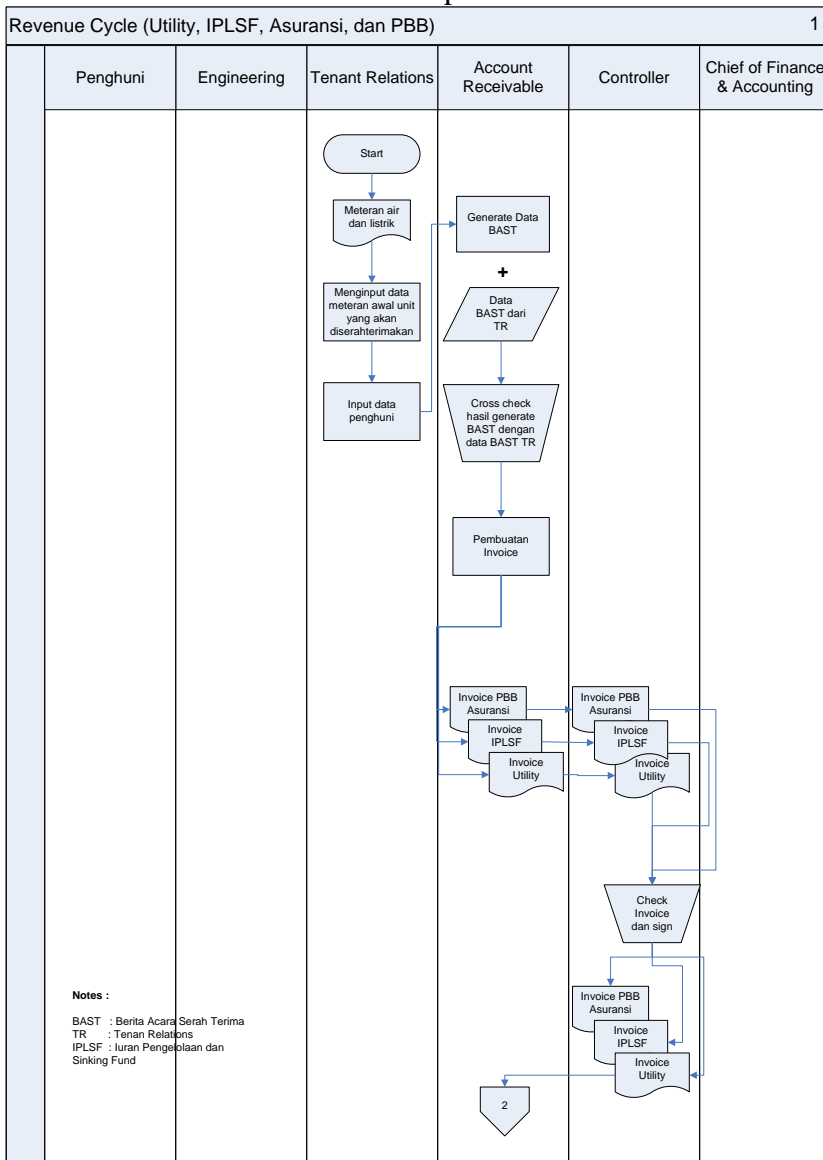 Revenue Cycle (Utility, IPLSF, Asuransi, dan PBB)
1
Penghuni
Engineering
Tenant Relations
Account
Receivable
Controller
Chief of Finance
& Accounting
Start
Meteran air
dan listrik
Menginput data
meteran awal unit
yang akan
diserahterimakan
Input data
penghuni
Generate Data
BAST
+
Data
BAST dari
TR
Cross check
hasil generate
BAST dengan
data BAST TR
Pembuatan
Invoice
Invoice PBB
Asuransi
Invoice
IPLSF
Invoice
Utility
Invoice PBB
Asuransi
Invoice
IPLSF
Invoice
Utility
Check
Invoice
dan sign
Invoice PBB
Asuransi
Invoice
IPLSF
Invoice
Utility
2
Notes :
BAST : Berita Acara Serah Terima
TR : Tenan Relations
IPLSF : Iuran Pengelolaan dan
Sinking Fund